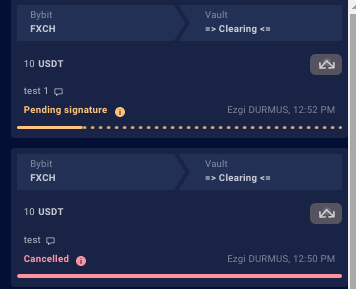 Bybit Vault
FXCH => Clearing <=
10 USDT
test 1
Pending signature Ezgi DURMUS, 12:52 PM
Bybit Vault
FXCH => Clearing <=
10 USDT
test
Cancelled Ezgi DURMUS, 12:50 PM